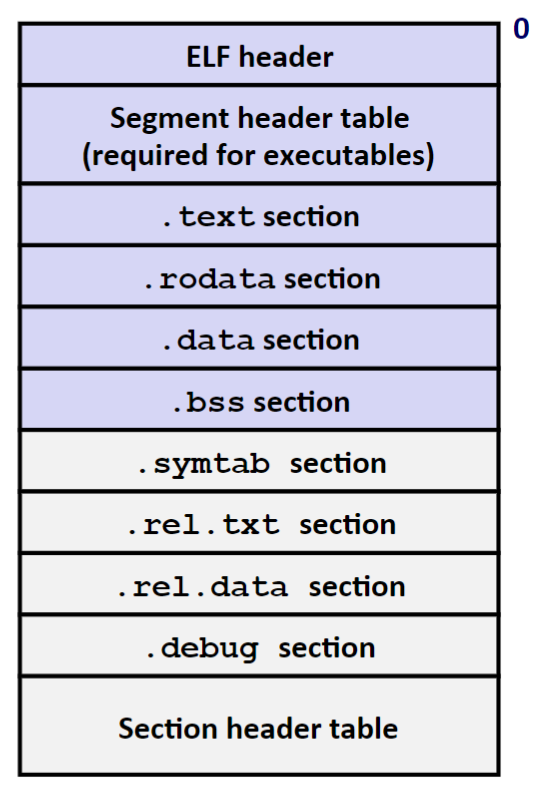 0
ELF header
Segment header table
(required for executables)
.text section
.rodata section
.data section
.bss section
.symtab section
.rel.txt section
.rel.data section
.debug section
Section header table